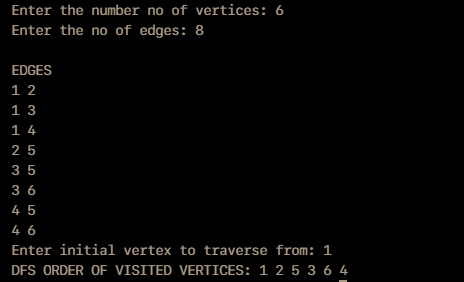 Enter the number no of vertices: 6
Enter the no of edges: 8
EDGES
1 2
1 3
1 4
2 5
3 5
3 6
4 5
4 6
Enter initial vertex to traverse from: 1
DFS ORDER OF VISITED VERTICES: 1 2 5 3 6 4